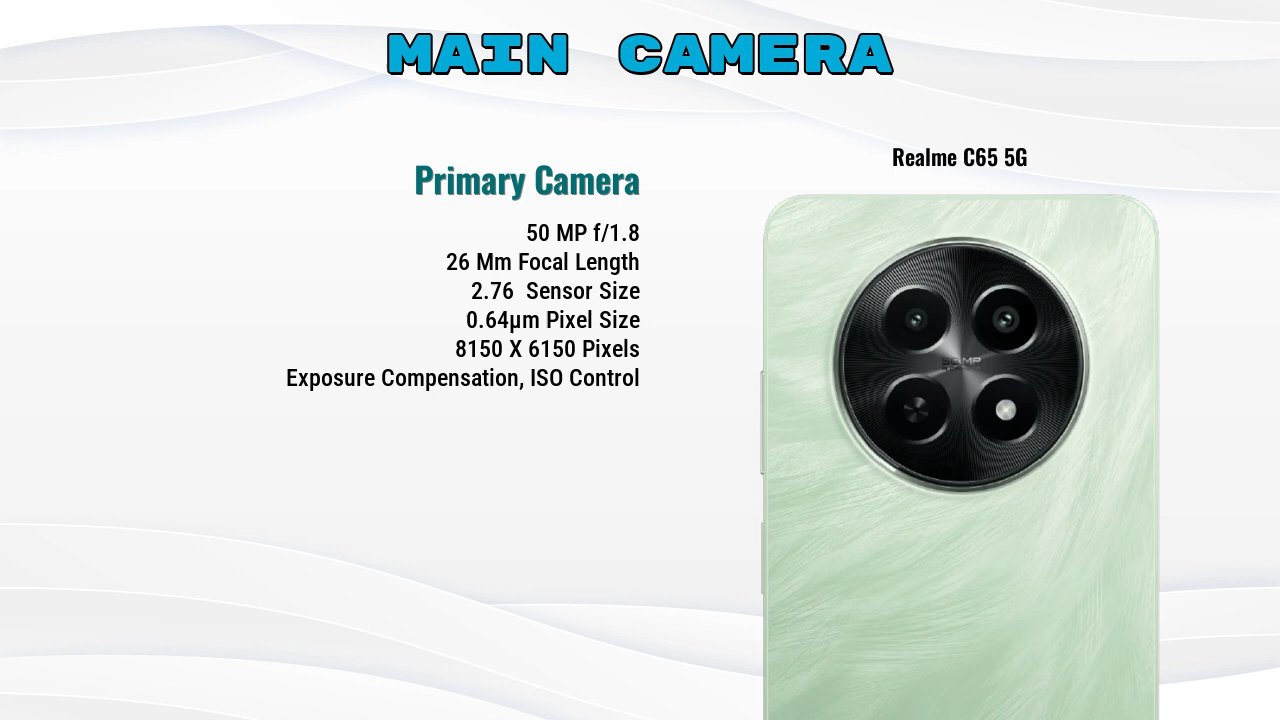 MAIN CAMERA
Realme C65 5G
Primary Camera
50 MP f/1.8
26 Mm Focal Length
2.76  Sensor Size
0.64µm Pixel Size
8150 X 6150 Pixels
Exposure Compensation, ISO Control
50MP